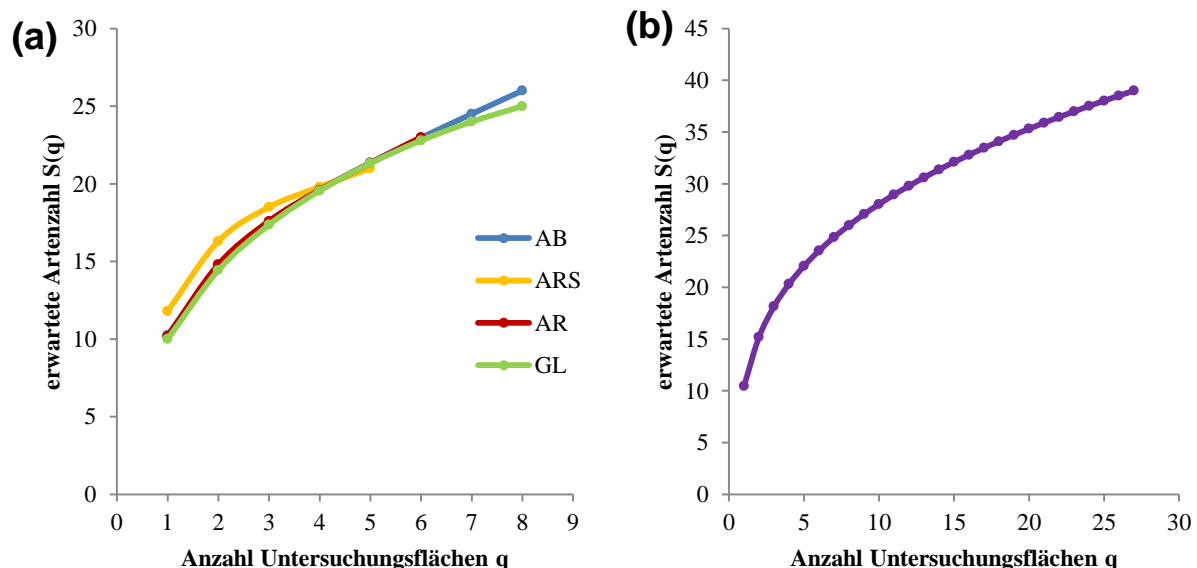 (a)
erwartete Artenzahl S(q)
30
25
20
15
10
5
0
AB
ARS
AR
GL
0 1 2 3 4 5 6 7 8 9
Anzahl Untersuchungsflächen q
(b)
erwartete Artenzahl S(q)
45
40
35
30
25
20
15
10
5
0
0 5 10 15 20 25 30
Anzahl Untersuchungsflächen q